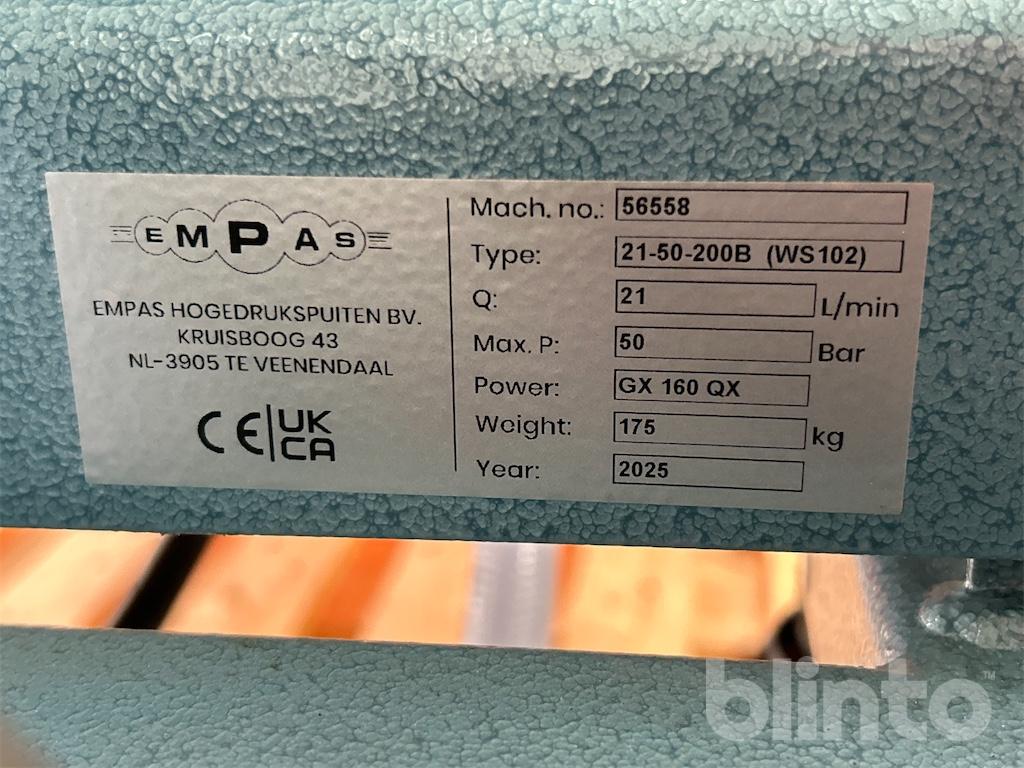 EMPAS
EMPAS HOGEDRUKSPUITEN BV.
KRUISBOOG 43
NL-3905 TE VEENENDAAL
CE UK
CA
Mach. no.: 56558
Type: 21-50-200B (WS102)
Q: 21 L/min
Max. P: 50 Bar
Power: GX 160 QX
Weight: 175 kg
Year: 2025
blinto™